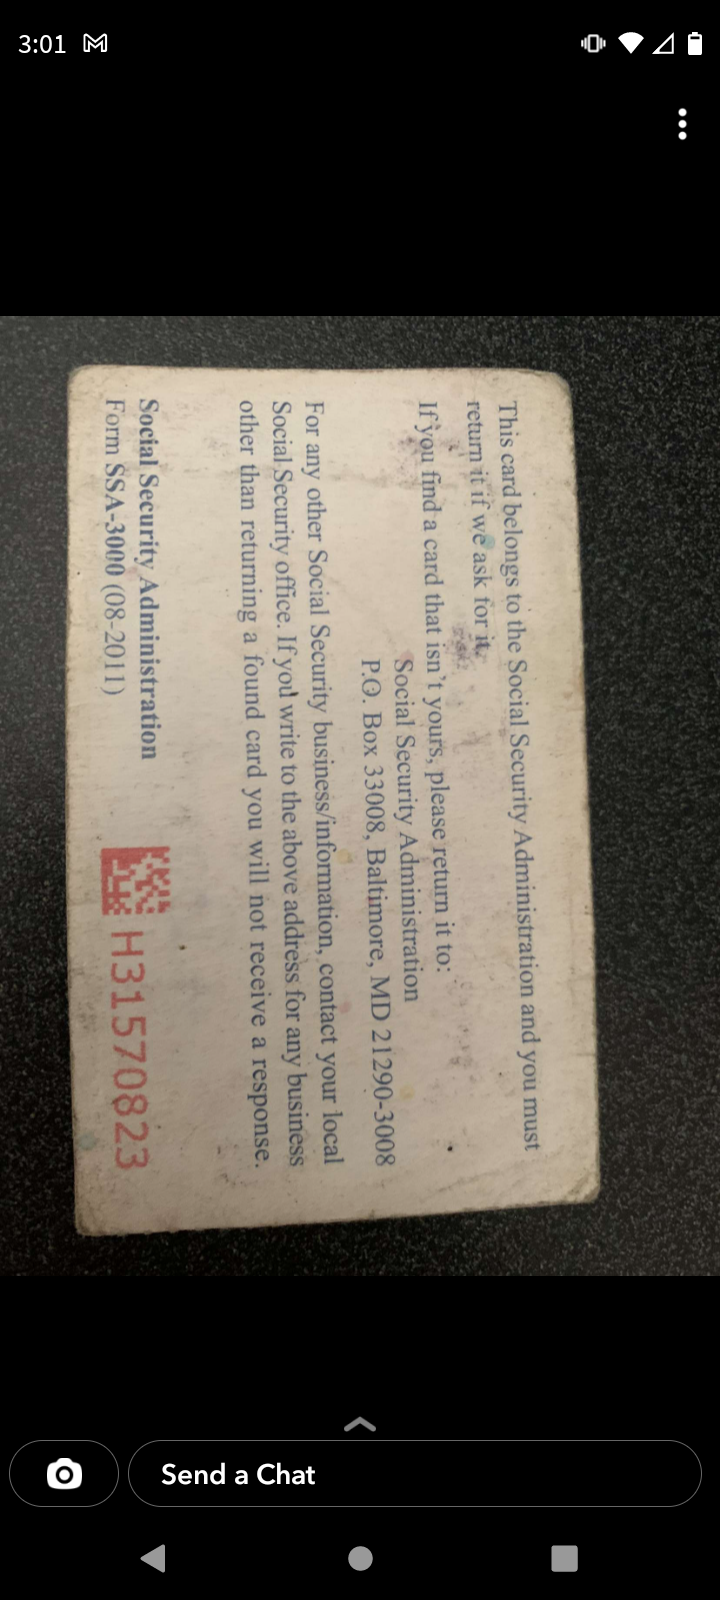 3:01
This card belongs to the Social Security Administration and you must
return it if we ask for it.
If you find a card that isn't yours, please return it to:
Social Security Administration
P.O. Box 33008, Baltimore, MD 21290-3008
For any other Social Security business/information, contact your local
Social Security office. If you write to the above address for any business
other than returning a found card you will not receive a response.
Social Security Administration
Form SSA-3000 (08-2011)
H31570823
Send a Chat